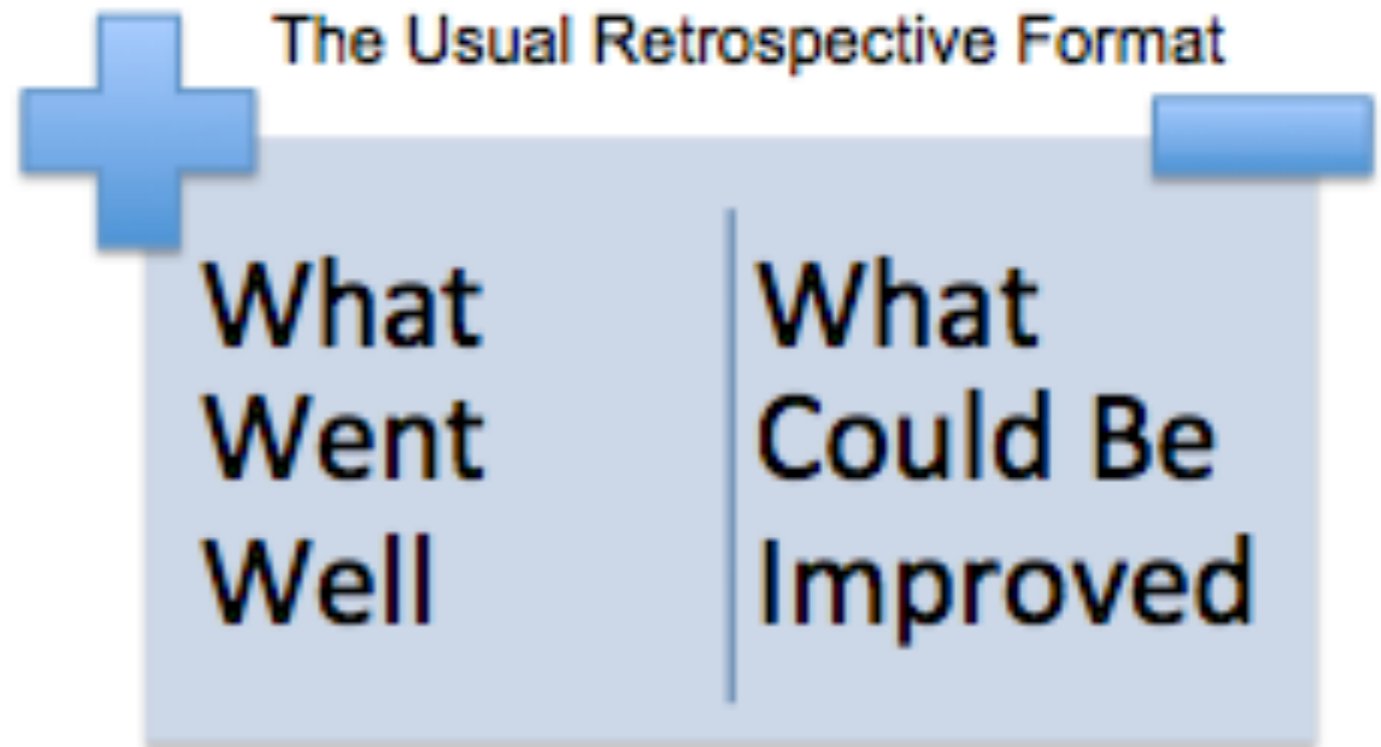 The Usual Retrospective Format
What
Went
Well
What
Could Be
Improved